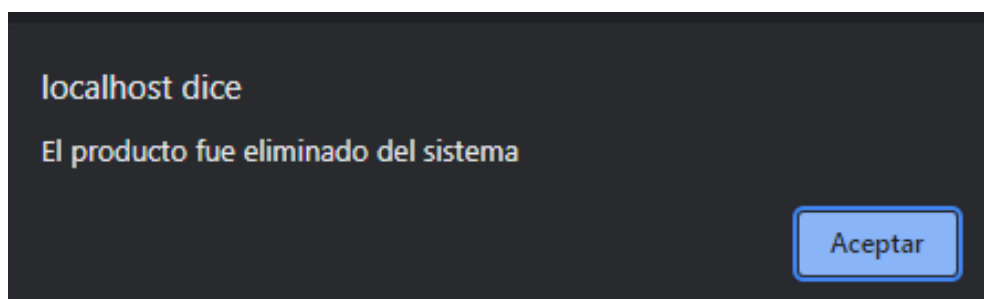 localhost dice
El producto fue eliminado del sistema
Aceptar